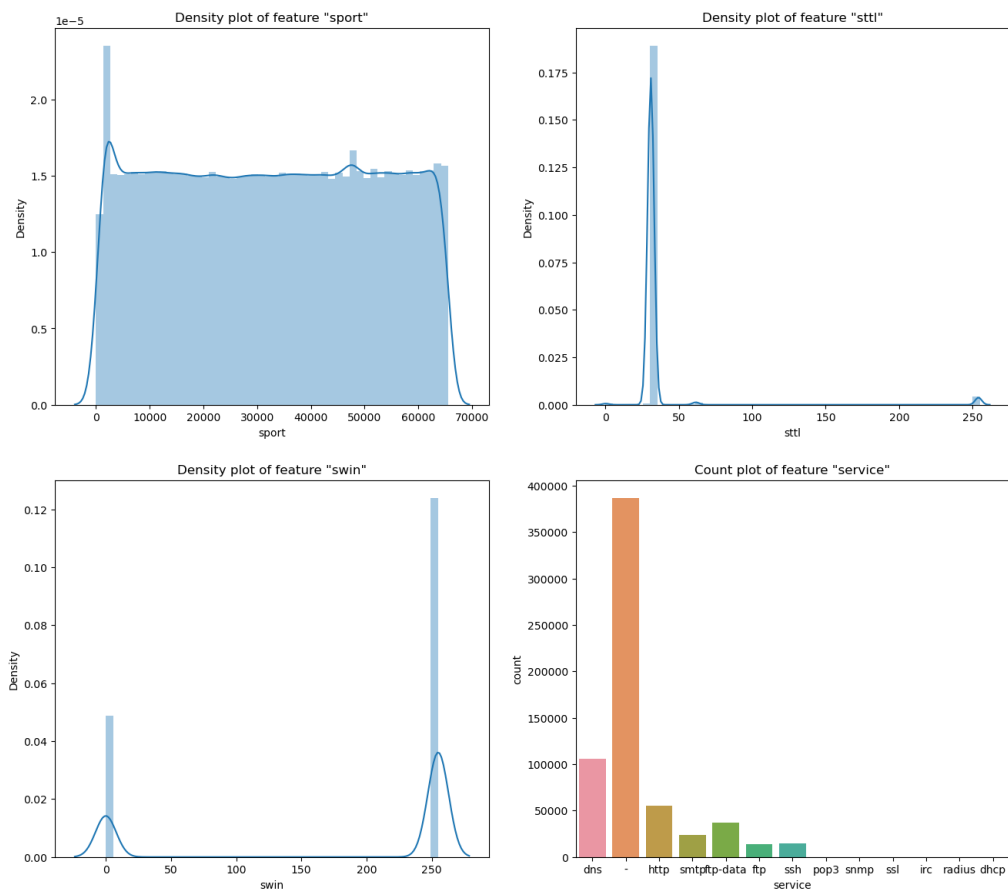 Density plot of feature "sport"
1e−5
2.0
1.5
1.0
0.5
0.0
Density
0 10000 20000 30000 40000 50000 60000 70000
sport
Density plot of feature "sttl"
0.175
0.150
0.125
0.100
0.075
0.050
0.025
0.000
Density
0 50 100 150 200 250
sttl
Density plot of feature "swin"
0.12
0.10
0.08
0.06
0.04
0.02
0.00
Density
0 50 100 150 200 250
swin
Count plot of feature "service"
400000
350000
300000
250000
200000
150000
100000
50000
0
count
dns - http smtp ftp-data ftp ssh pop3 snmp ssl irc radius dhcp
service